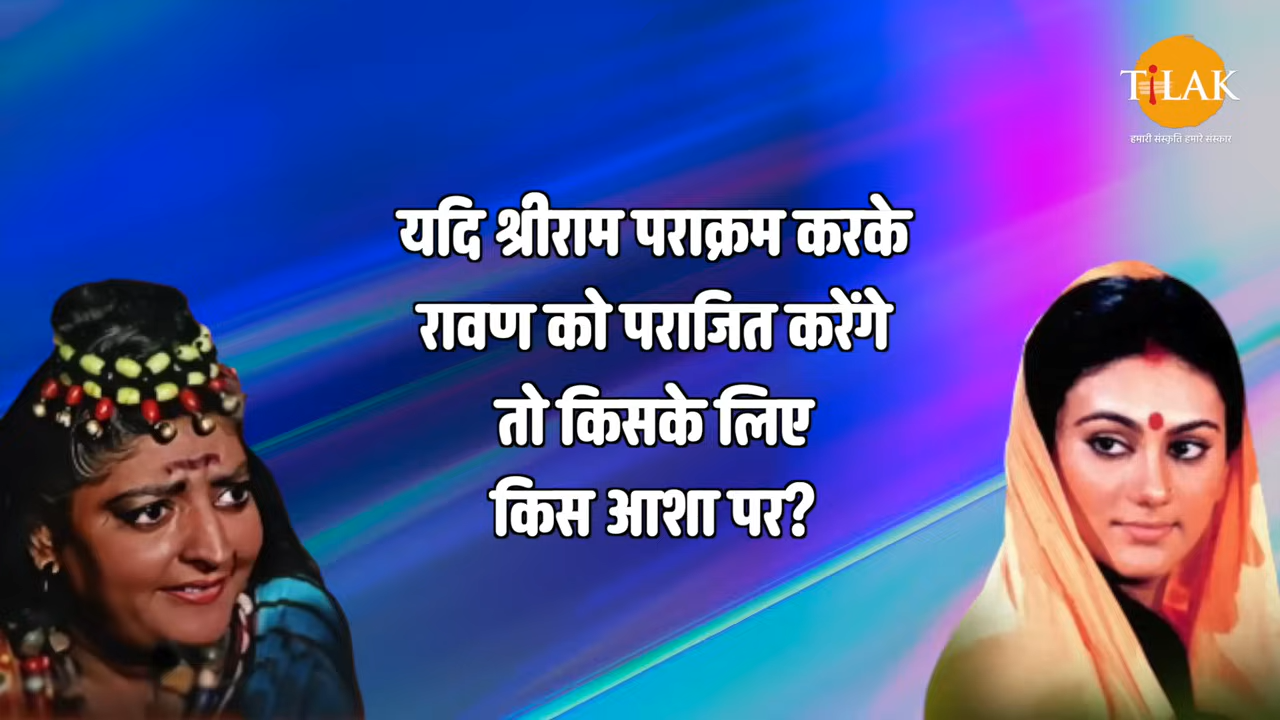 TiLAK
हमारी संस्कृति हमारे संस्कार
यदि श्रीराम पराक्रम करके
रावण को पराजित करेंगे
तो किसके लिए
किस आशा पर?